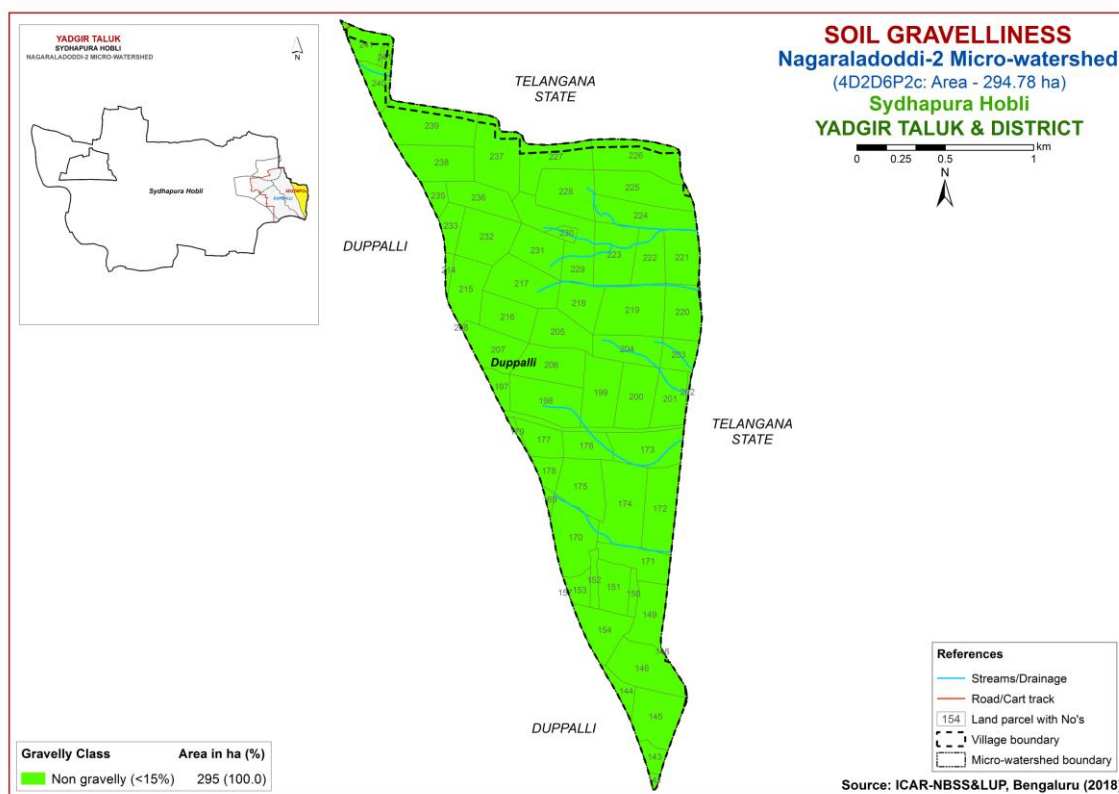 YADGIR TALUK
SYDHAPURA HOBLI
NAGARALADODDI-2 MICRO-WATERSHED
N
Sydhapura Hobli
DUPPALLI
SOIL GRAVELLINESS
Nagaraladoddi-2 Micro-watershed
(4D2D6P2c: Area - 294.78 ha)
Sydhapura Hobli
YADGIR TALUK & DISTRICT
km
0 0.25 0.5 1
N
TELANGANA
STATE
239
238 237 227 226
235 236 228 225
224
233 232 230
231 223 222 221
229
215 217 218 219 220
216 205
207 204 203
Duppalli
206
197 199 200 201
198
177 176 173
178 175
174 172
170
171
152 151
153 150
149
154
146
144
145
143
DUPPALLI
TELANGANA
STATE
DUPPALLI
References
Streams/Drainage
Road/Cart track
154 Land parcel with No's
Village boundary
Micro-watershed boundary
Gravelly Class Area in ha (%)
Non gravelly (<15%) 295 (100.0)
Source: ICAR-NBSS&LUP, Bengaluru (2018)